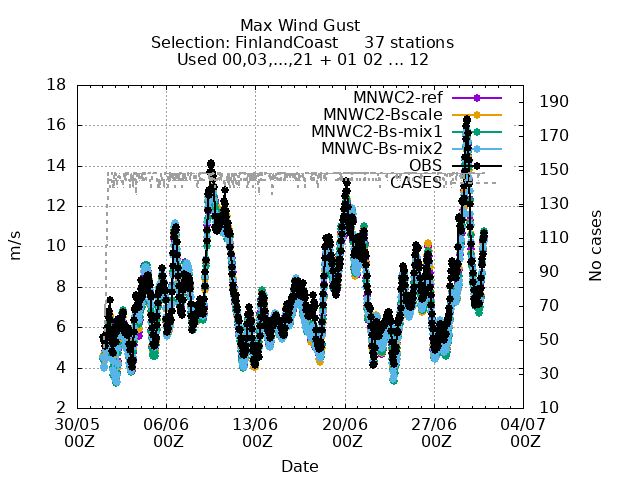 Max Wind Gust
Selection: FinlandCoast 37 stations
Used 00,03,...,21 + 01 02 ... 12
MNWC2-ref
MNWC2-Bscale
MNWC2-Bs-mix1
MNWC-Bs-mix2
OBS
CASES
m/s
18
16
14
12
10
8
6
4
2
No cases
190
170
150
130
110
90
70
50
30
10
30/05 06/06 13/06 20/06 27/06 04/07
00Z 00Z 00Z 00Z 00Z 00Z
Date